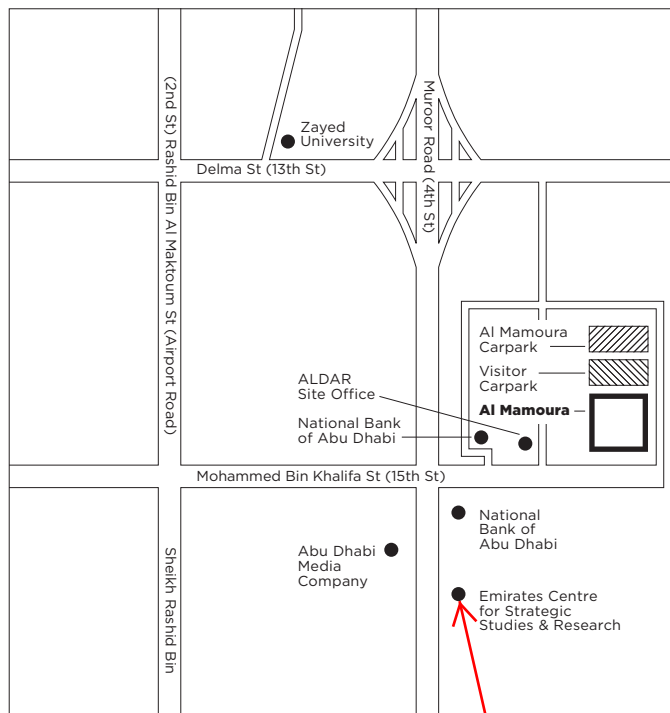 Zayed
University
Delma St (13th St)
(2nd St) Rashid Bin Al Maktoum St (Airport Road)
Muroor Road (4th St)
Al Mamoura
Carpark
Visitor
Carpark
Al Mamoura
ALDAR
Site Office
National Bank
of Abu Dhabi
Mohammed Bin Khalifa St (15th St)
National
Bank of
Abu Dhabi
Abu Dhabi
Media
Company
Emirates Centre
for Strategic
Studies & Research
Sheikh Rashid Bin